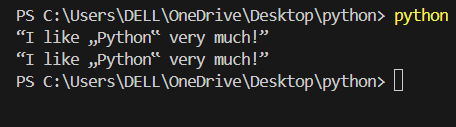 PS C:\Users\DELL\OneDrive\Desktop\python> python
“I like „Python‟ very much!”
“I like „Python‟ very much!”
PS C:\Users\DELL\OneDrive\Desktop\python>